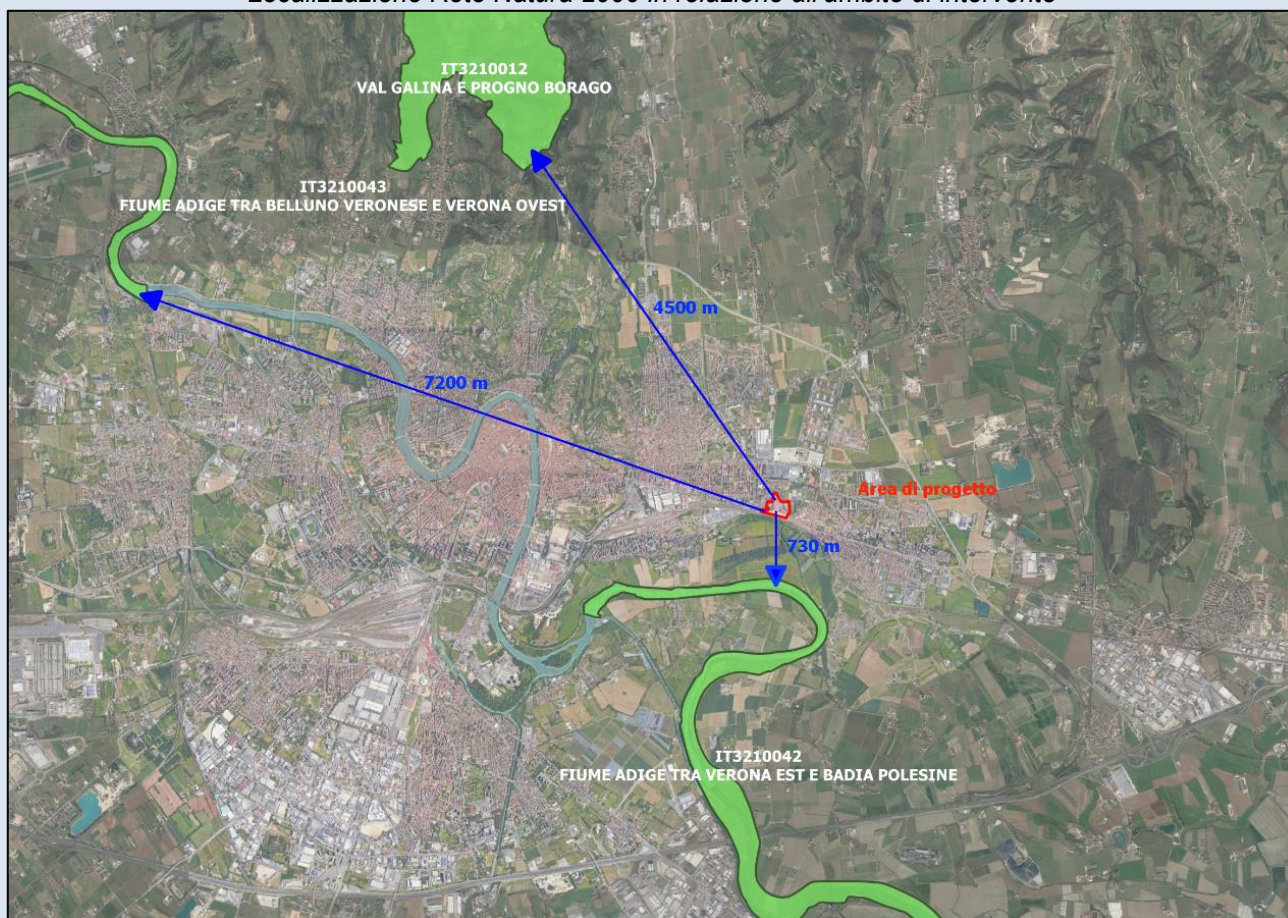 Localizzazione Rete Natura 2000 in relazione all'ambito di intervento
IT3210012
VAL GALINA E PROGNO BORAGO
IT3210043
FIUME ADIGE TRA BELLUNO VERONESE E VERONA OVEST
4500 m
7200 m
Area di progetto
730 m
IT3210042
FIUME ADIGE TRA VERONA EST E BADIA POLESINE